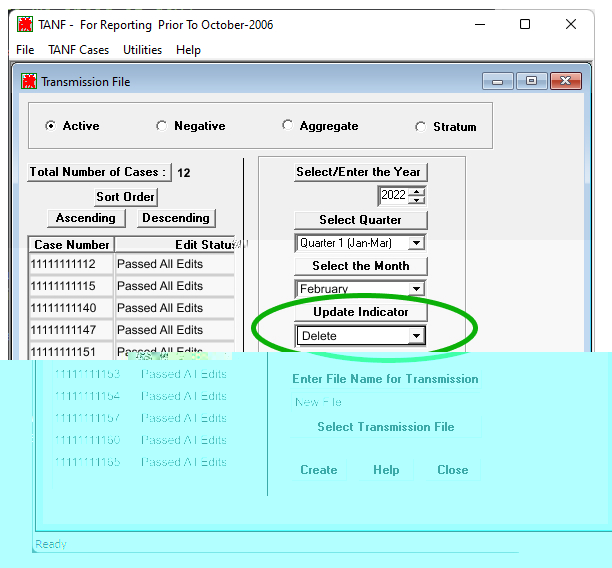 TANF - For Reporting Prior To October-2006
File TANF Cases Utilities Help
Transmission File
Active Negative Aggregate Stratum
Total Number of Cases : 12
Sort Order
Ascending Descending
Case Number Edit Status
11111111112 Passed All Edits
11111111115 Passed All Edits
11111111140 Passed All Edits
11111111147 Passed All Edits
11111111151
11111111153 Passed All Edits
11111111154 Passed All Edits
11111111157 Passed All Edits
11111111160 Passed All Edits
11111111165 Passed All Edits
Select/Enter the Year
2022
Select Quarter
Quarter 1 (Jan-Mar)
Select the Month
February
Update Indicator
Delete
Enter File Name for Transmission
New File
Select Transmission File
Create Help Close
Ready